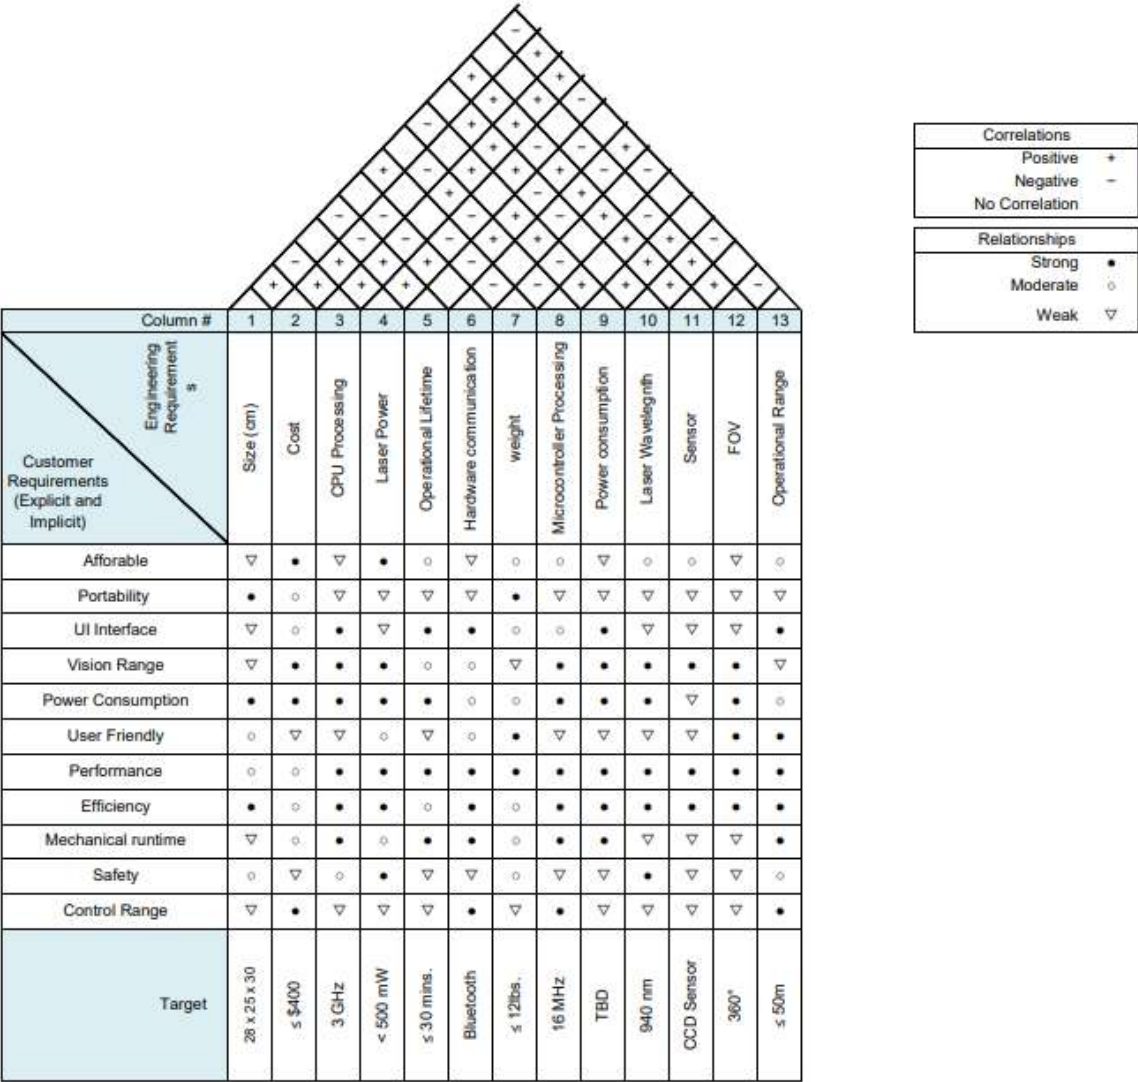 Correlations
Positive +
Negative −
No Correlation
Relationships
Strong ●
Moderate ○
Weak ▽
Column # 1 2 3 4 5 6 7 8 9 10 11 12 13
Engineering
Requirement
s
Customer
Requirements
(Explicit and
Implicit)
Size (cm)
Cost
CPU Processing
Laser Power
Operational Lifetime
Hardware communication
weight
Microcontroller Processing
Power consumption
Laser Wavelegnth
Sensor
FOV
Operational Range
Afforable ▽ ● ▽ ● ○ ▽ ○ ○ ▽ ○ ○ ▽ ○
Portability ● ○ ▽ ▽ ▽ ▽ ● ▽ ▽ ▽ ▽ ▽ ▽
UI Interface ▽ ○ ● ▽ ● ● ○ ○ ● ▽ ▽ ▽ ●
Vision Range ▽ ● ● ● ○ ○ ▽ ● ● ● ● ● ▽
Power Consumption ● ● ● ● ● ○ ○ ● ● ● ▽ ● ○
User Friendly ○ ▽ ▽ ○ ▽ ○ ● ▽ ▽ ▽ ▽ ● ●
Performance ○ ○ ● ● ● ● ● ● ● ● ● ● ●
Efficiency ● ○ ● ● ○ ● ○ ● ● ● ● ● ●
Mechanical runtime ▽ ○ ● ○ ● ● ○ ● ● ▽ ▽ ▽ ●
Safety ○ ▽ ○ ● ▽ ▽ ○ ▽ ▽ ● ▽ ▽ ○
Control Range ▽ ● ▽ ▽ ▽ ● ▽ ● ▽ ▽ ▽ ▽ ●
Target
28 x 25 x 30
≤ $400
3 GHz
< 500 mW
≤ 30 mins.
Bluetooth
≤ 12lbs.
16 MHz
TBD
940 nm
CCD Sensor
360°
≤ 50m